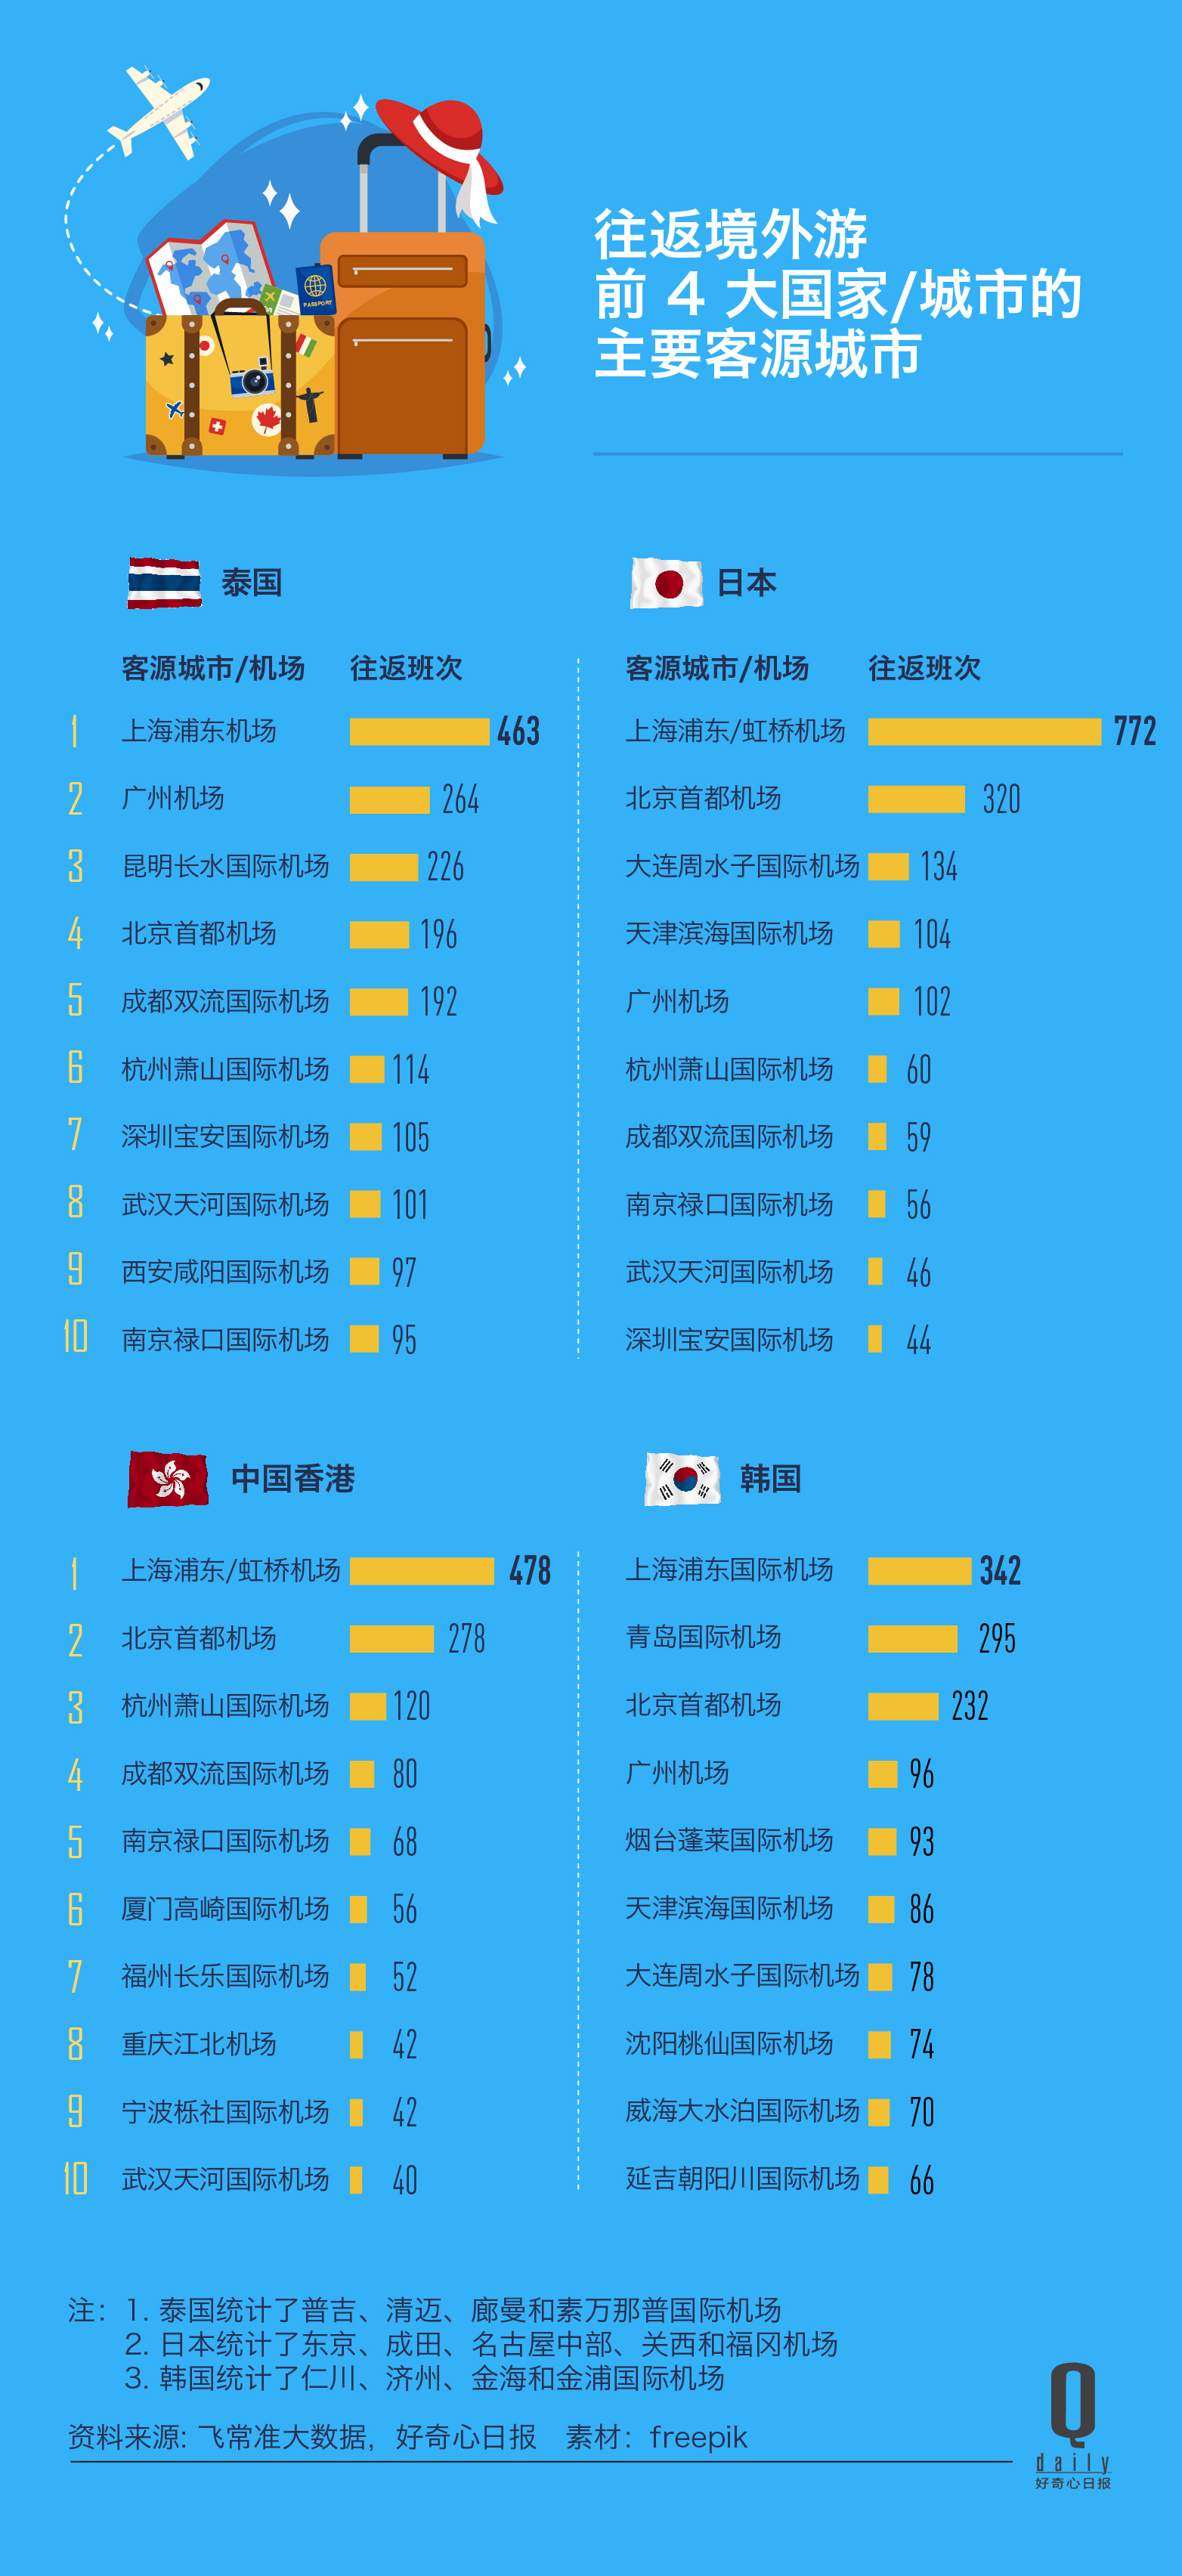 往返境外游
前 4 大国家/城市的
主要客源城市
PASSPORT
泰国
客源城市/机场 往返班次
1 上海浦东机场 463
2 广州机场 264
3 昆明长水国际机场 226
4 北京首都机场 196
5 成都双流国际机场 192
6 杭州萧山国际机场 114
7 深圳宝安国际机场 105
8 武汉天河国际机场 101
9 西安咸阳国际机场 97
10 南京禄口国际机场 95
日本
客源城市/机场 往返班次
上海浦东/虹桥机场 772
北京首都机场 320
大连周水子国际机场 134
天津滨海国际机场 104
广州机场 102
杭州萧山国际机场 60
成都双流国际机场 59
南京禄口国际机场 56
武汉天河国际机场 46
深圳宝安国际机场 44
中国香港
1 上海浦东/虹桥机场 478
2 北京首都机场 278
3 杭州萧山国际机场 120
4 成都双流国际机场 80
5 南京禄口国际机场 68
6 厦门高崎国际机场 56
7 福州长乐国际机场 52
8 重庆江北机场 42
9 宁波栎社国际机场 42
10 武汉天河国际机场 40
韩国
上海浦东国际机场 342
青岛国际机场 295
北京首都机场 232
广州机场 96
烟台蓬莱国际机场 93
天津滨海国际机场 86
大连周水子国际机场 78
沈阳桃仙国际机场 74
威海大水泊国际机场 70
延吉朝阳川国际机场 66
注：1. 泰国统计了普吉、清迈、廊曼和素万那普国际机场
2. 日本统计了东京、成田、名古屋中部、关西和福冈机场
3. 韩国统计了仁川、济州、金海和金浦国际机场
资料来源: 飞常准大数据，好奇心日报 素材：freepik
Q
daily
好奇心日报